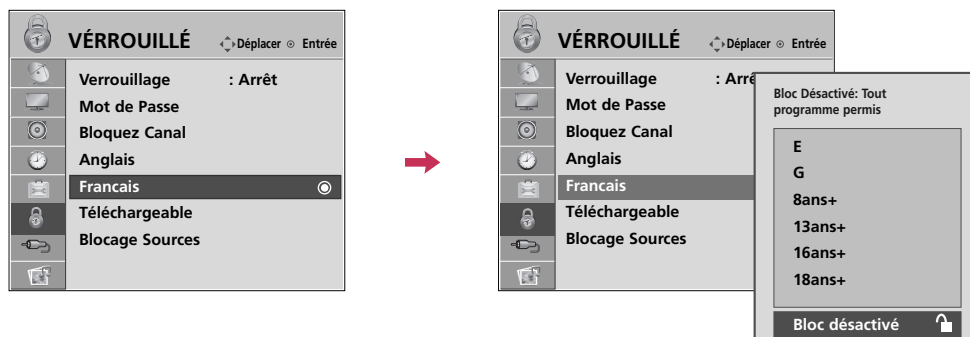 VÉRROUILLÉ Déplacer Entrée
Verrouillage : Arrêt
Mot de Passe
Bloquez Canal
Anglais
Francais
Téléchargeable
Blocage Sources
VÉRROUILLÉ Déplacer Entrée
Verrouillage : Arrê
Mot de Passe
Bloquez Canal
Anglais
Francais
Téléchargeable
Blocage Sources
Bloc Désactivé: Tout
programme permis
E
G
8ans+
13ans+
16ans+
18ans+
Bloc désactivé